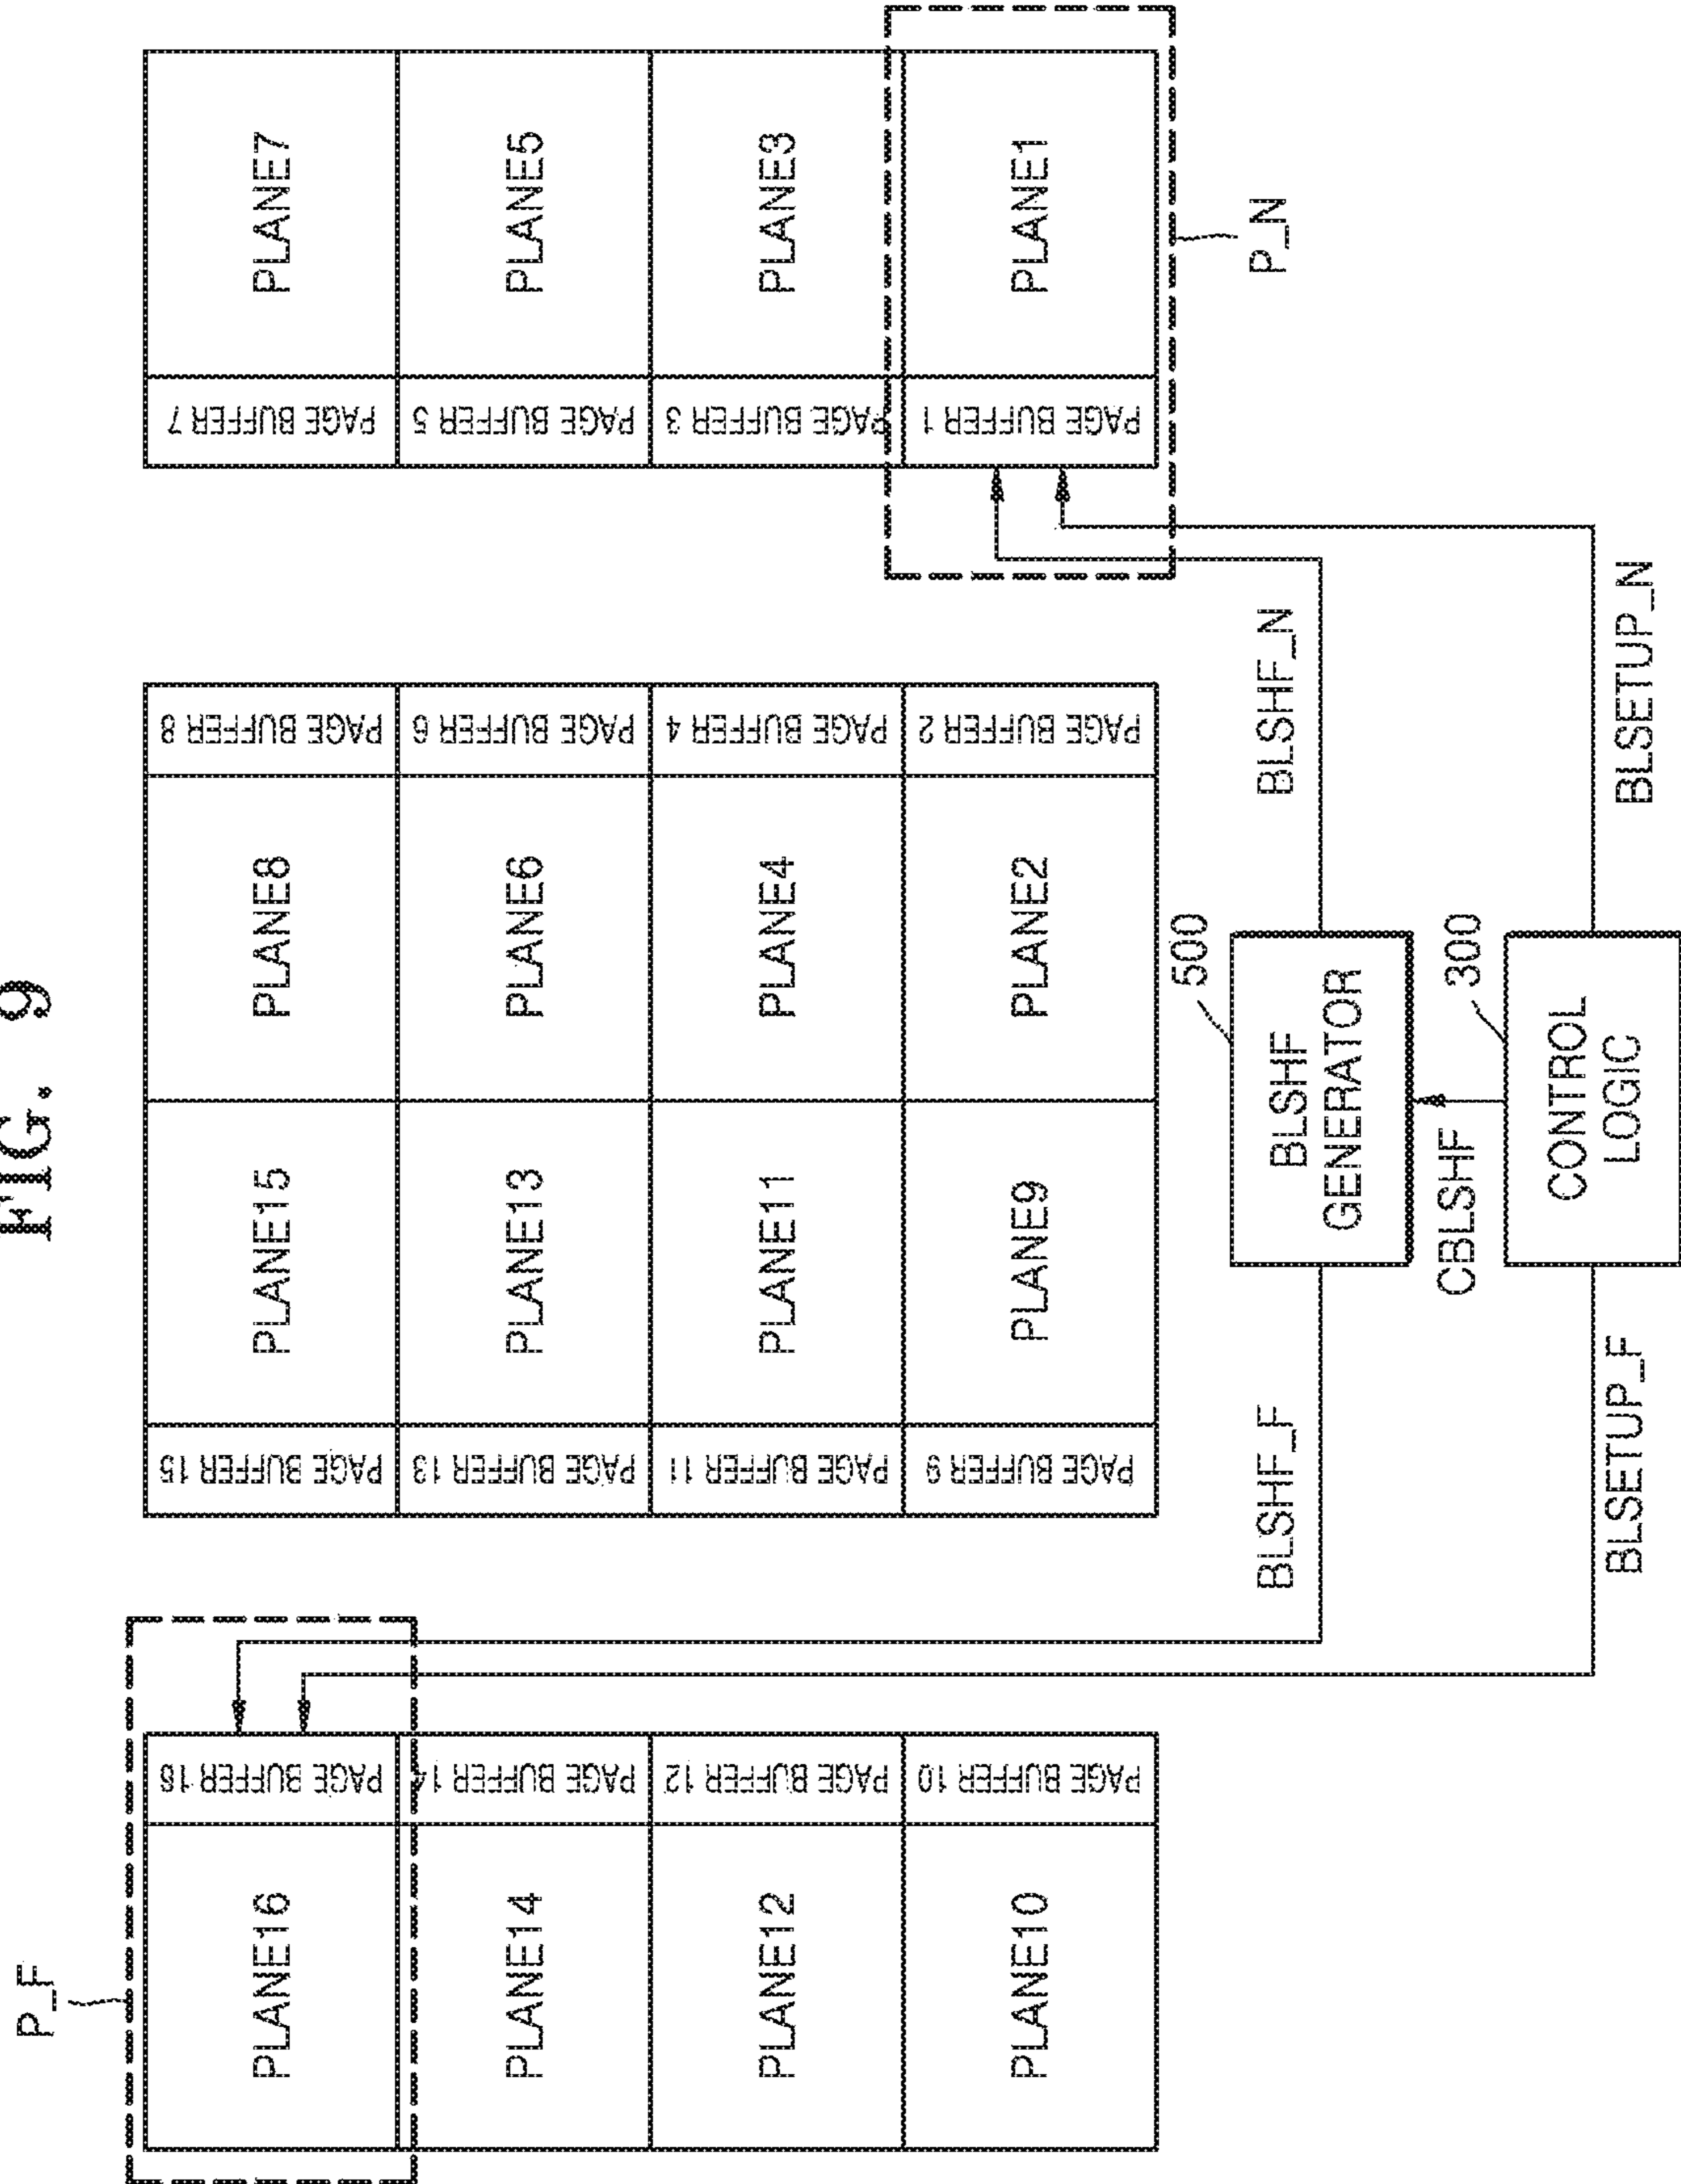 FIG. 9
P_F
PLANE16
PAGE BUFFER 16
PAGE BUFFER 15
PLANE15
PLANE8
PAGE BUFFER 8
PAGE BUFFER 7
PLANE7
PLANE14
PAGE BUFFER 14
PAGE BUFFER 13
PLANE13
PLANE6
PAGE BUFFER 6
PAGE BUFFER 5
PLANE5
PLANE12
PAGE BUFFER 12
PAGE BUFFER 11
PLANE11
PLANE4
PAGE BUFFER 4
PAGE BUFFER 3
PLANE3
PLANE10
PAGE BUFFER 10
PAGE BUFFER 9
PLANE9
PLANE2
PAGE BUFFER 2
PAGE BUFFER 1
PLANE1
500
BLSHF_F
BLSHF
GENERATOR
BLSHF_N
P_N
CBLSHF
300
BLSETUP_F
CONTROL
LOGIC
BLSETUP_N